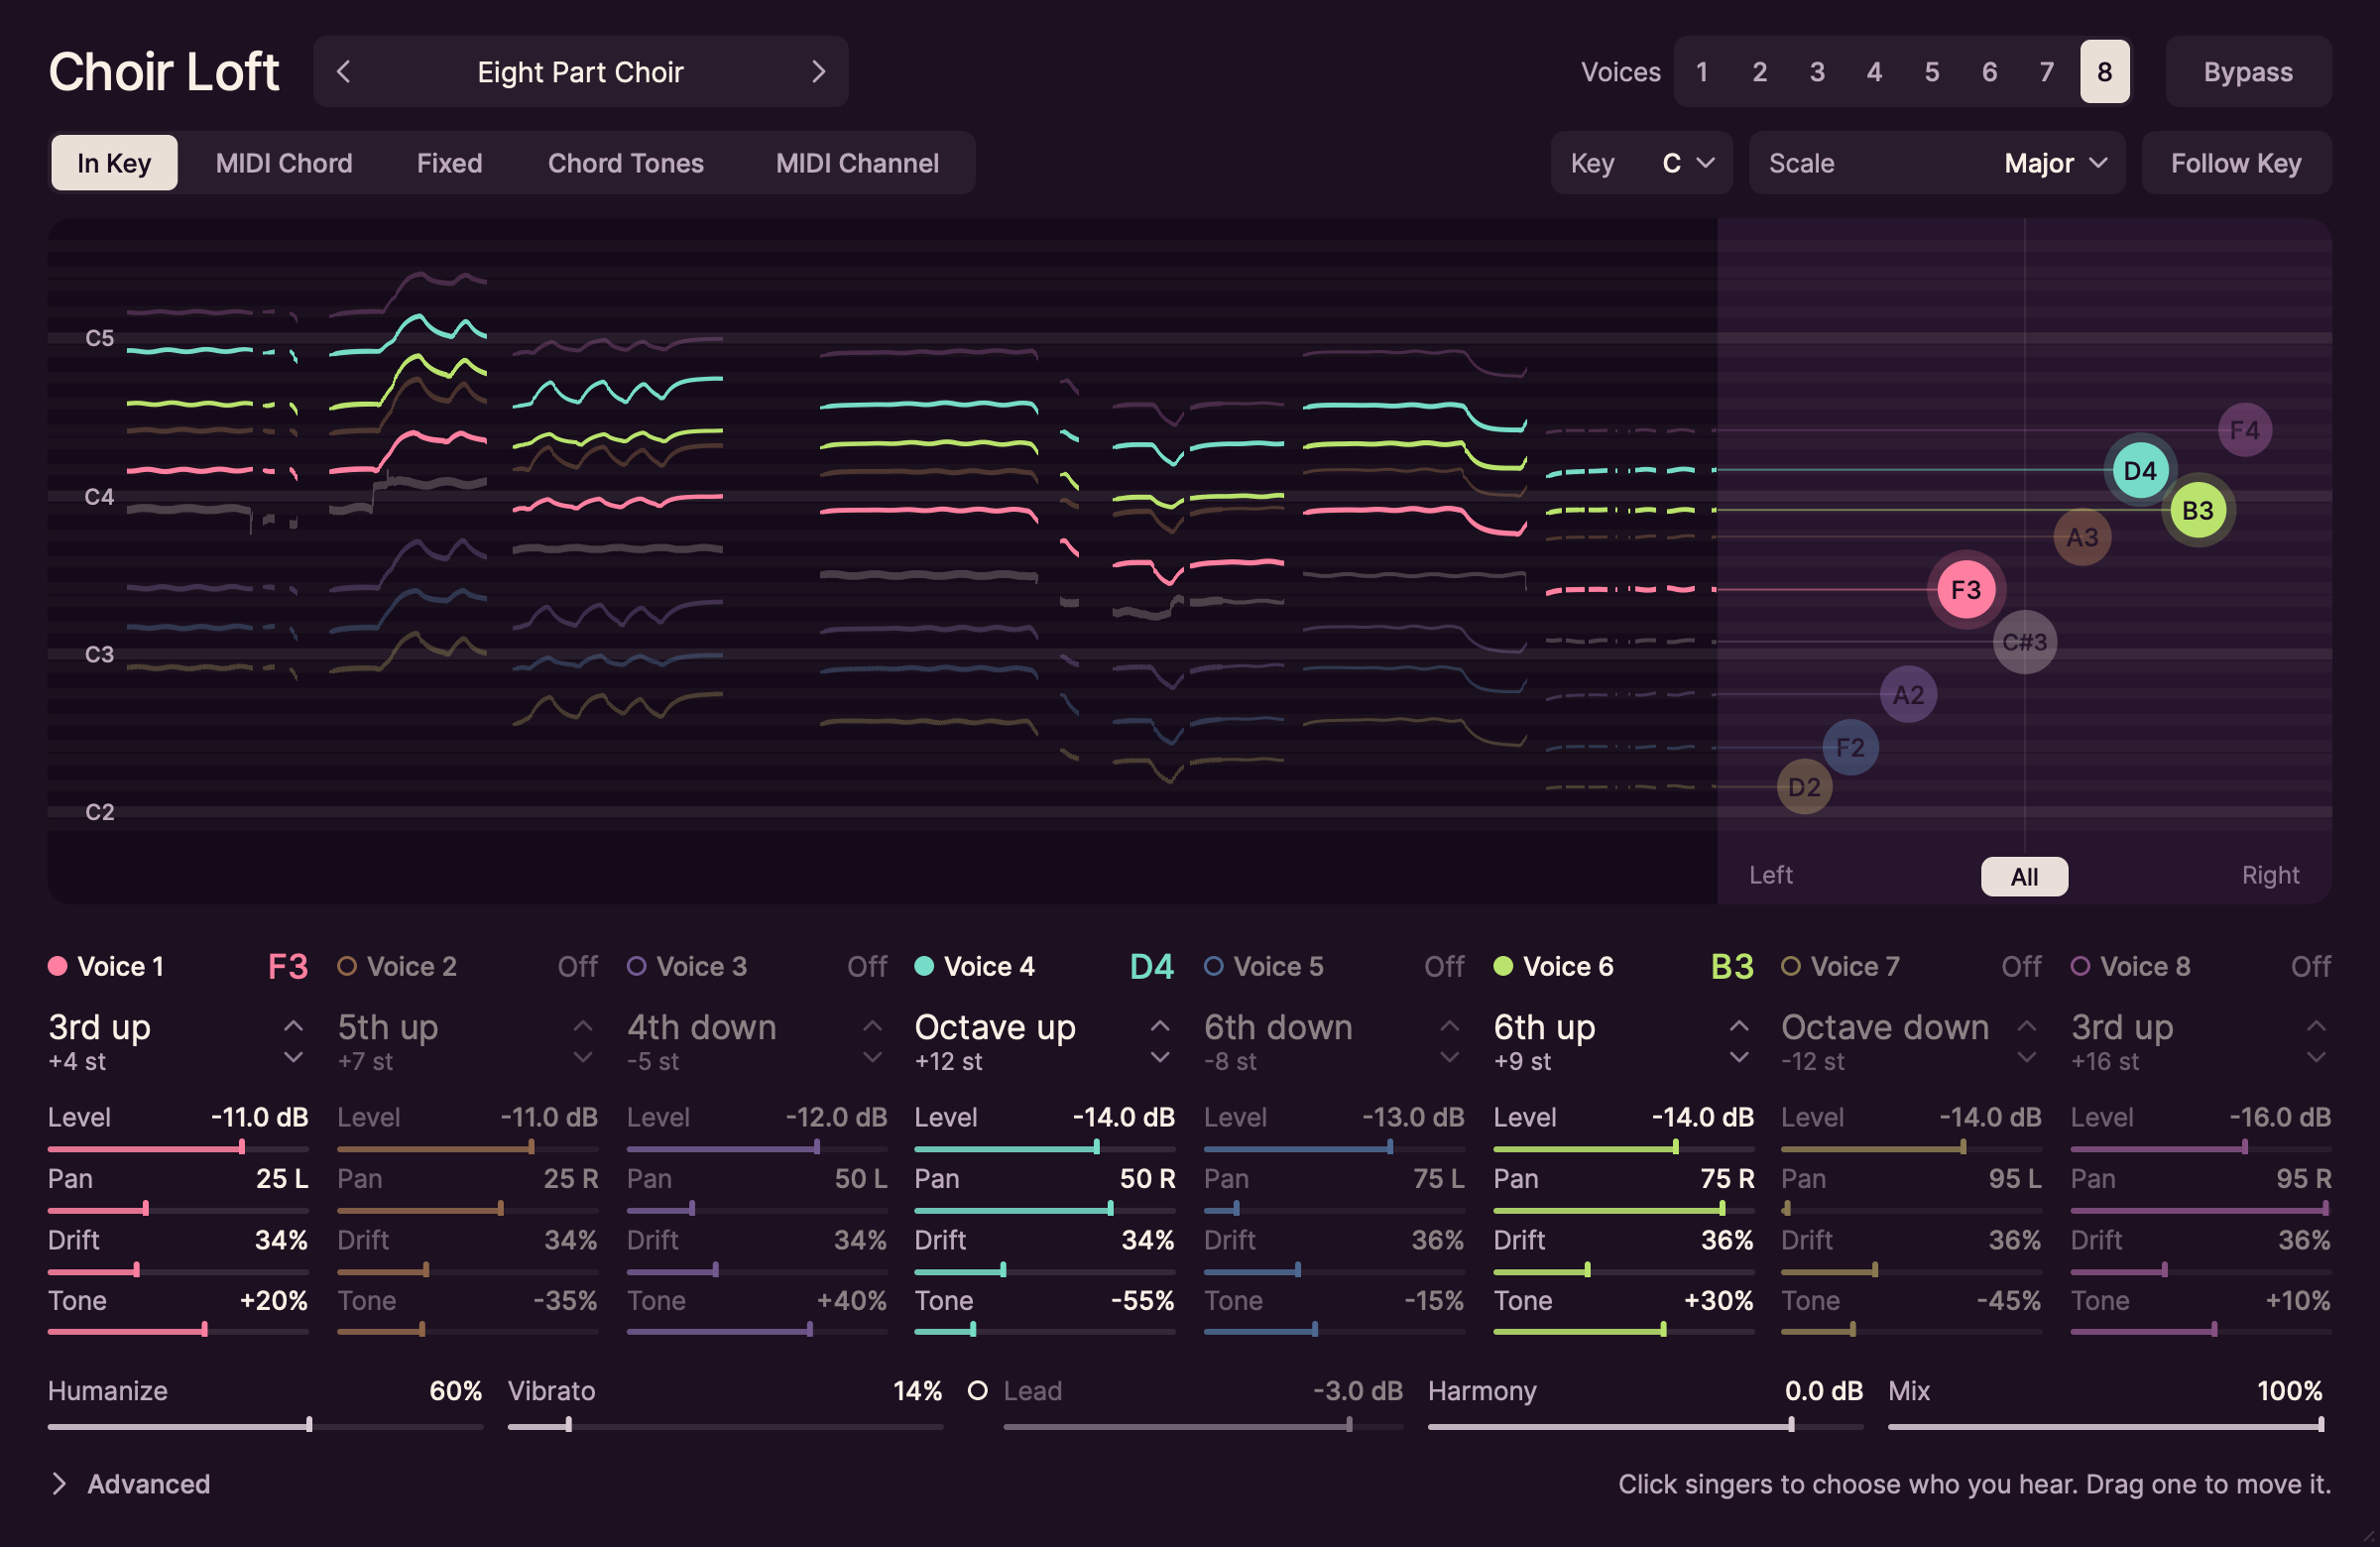 Choir Loft
Eight Part Choir
Voices 1 2 3 4 5 6 7 8
Bypass
In Key MIDI Chord Fixed Chord Tones MIDI Channel
Key C
Scale Major
Follow Key
C5
C4
C3
C2
F4
D4
B3
A3
F3
C#3
A2
F2
D2
Left All Right
Voice 1 F3 Voice 2 Off Voice 3 Off Voice 4 D4 Voice 5 Off Voice 6 B3 Voice 7 Off Voice 8 Off
3rd up 5th up 4th down Octave up 6th down 6th up Octave down 3rd up
+4 st +7 st -5 st +12 st -8 st +9 st -12 st +16 st
Level -11.0 dB Level -11.0 dB Level -12.0 dB Level -14.0 dB Level -13.0 dB Level -14.0 dB Level -14.0 dB Level -16.0 dB
Pan 25 L Pan 25 R Pan 50 L Pan 50 R Pan 75 L Pan 75 R Pan 95 L Pan 95 R
Drift 34% Drift 34% Drift 34% Drift 34% Drift 36% Drift 36% Drift 36% Drift 36%
Tone +20% Tone -35% Tone +40% Tone -55% Tone -15% Tone +30% Tone -45% Tone +10%
Humanize 60% Vibrato 14% Lead -3.0 dB Harmony 0.0 dB Mix 100%
Advanced
Click singers to choose who you hear. Drag one to move it.